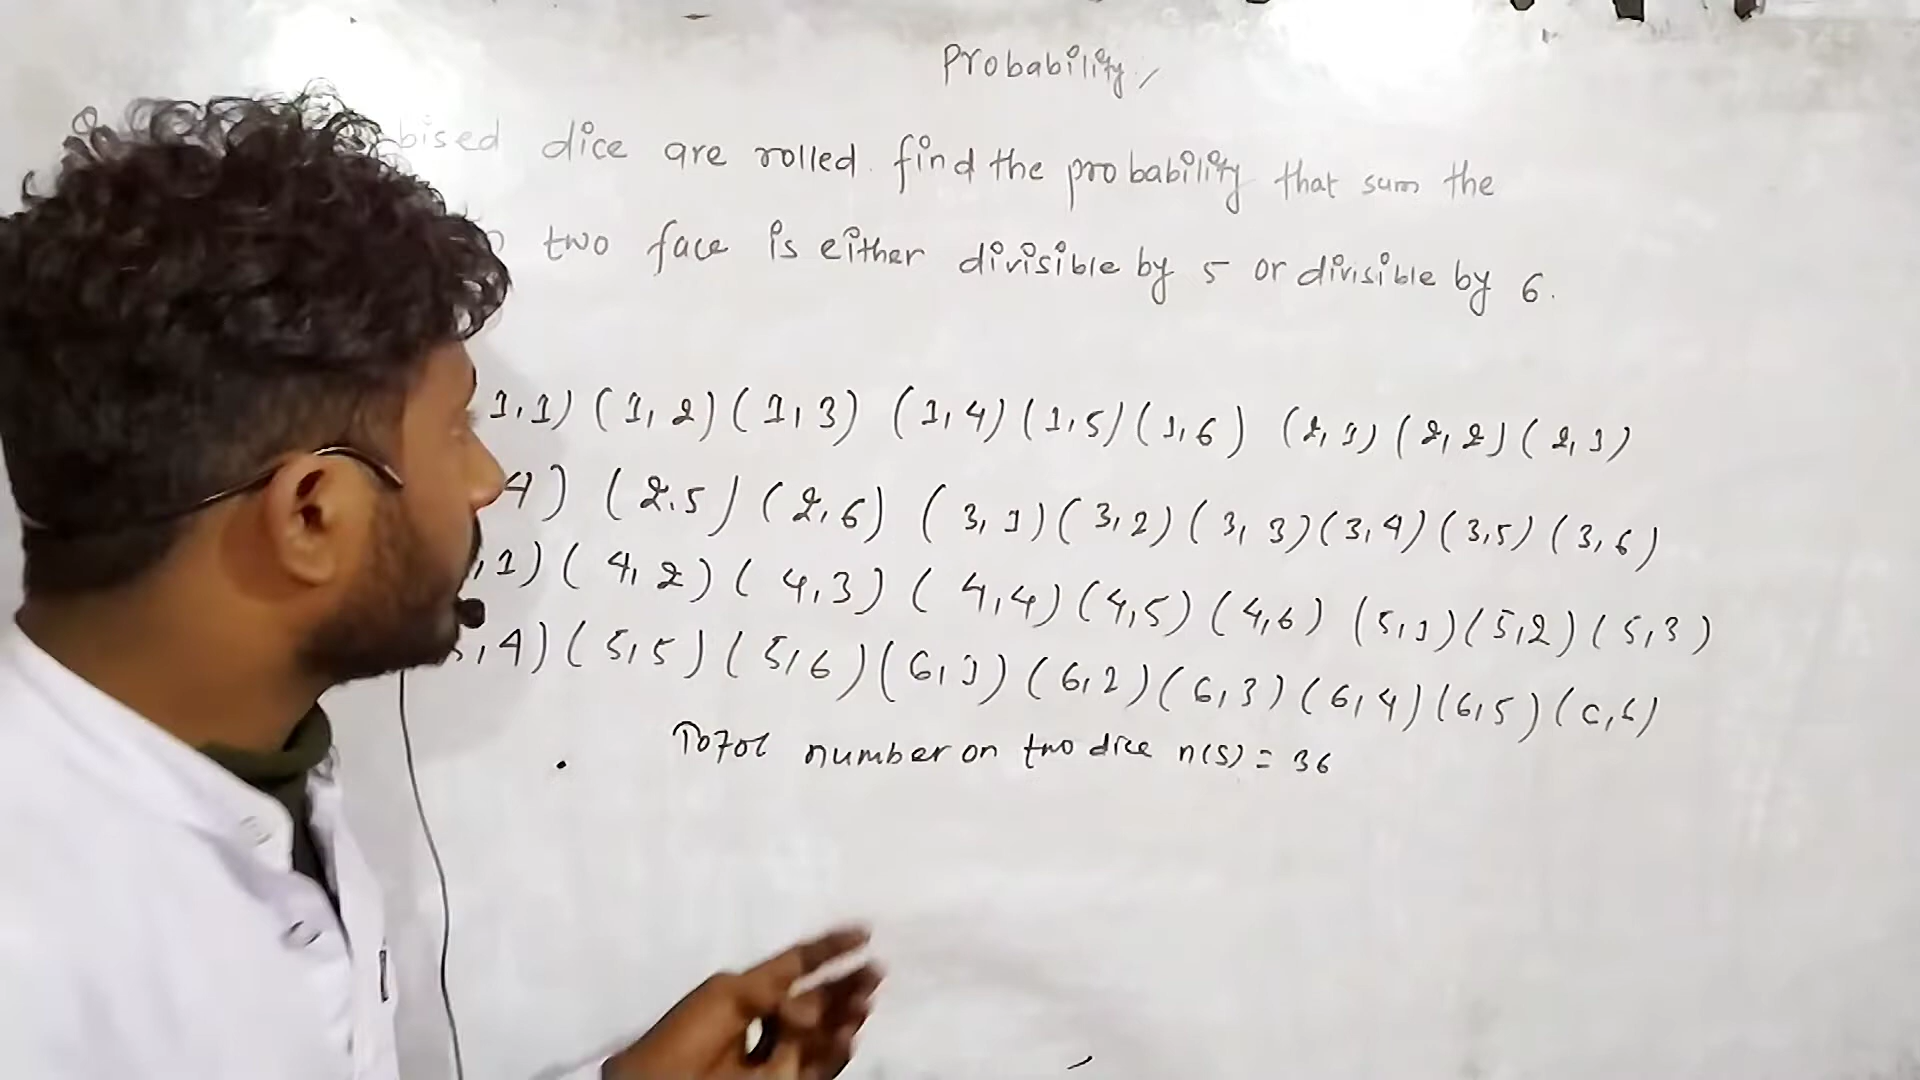 Probability
bised dice are rolled. find the probability that sum the
two face is either divisible by 5 or divisible by 6.
1,1) (1,2) (1,3) (1,4) (1,5) (1,6) (2,1) (2,2) (2,3)
4) (2.5) (2,6) (3,1) (3,2) (3,3) (3,4) (3,5) (3,6)
,1) (4,2) (4,3) (4,4) (4,5) (4,6) (5,1) (5,2) (5,3)
,4) (5,5) (5,6) (6,1) (6,2) (6,3) (6,4) (6,5) (6,6)
Total number on two dice n(S) = 36